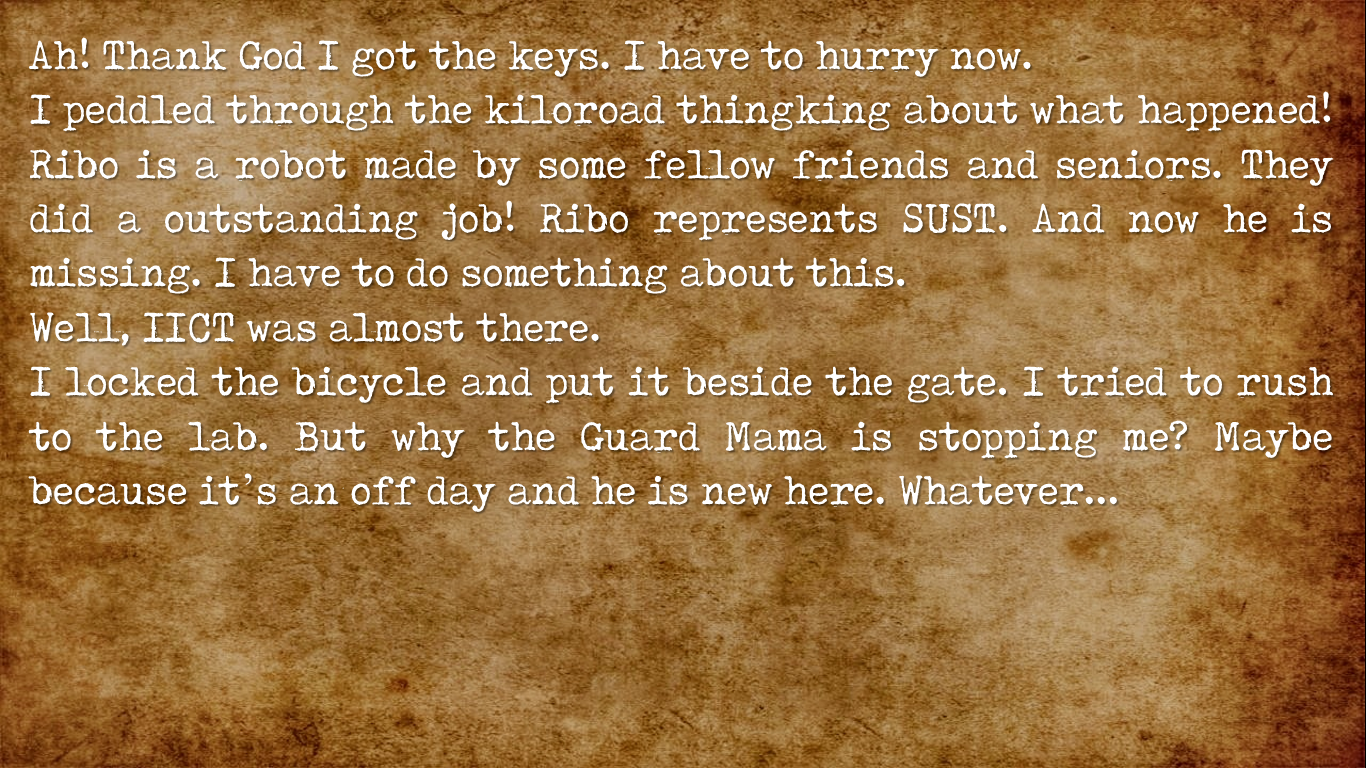 Ah! Thank God I got the keys. I have to hurry now.
I peddled through the kiloroad thingking about what happened!
Ribo is a robot made by some fellow friends and seniors. They
did a outstanding job! Ribo represents SUST. And now he is
missing. I have to do something about this.
Well, IICT was almost there.
I locked the bicycle and put it beside the gate. I tried to rush
to the lab. But why the Guard Mama is stopping me? Maybe
because it’s an off day and he is new here. Whatever…